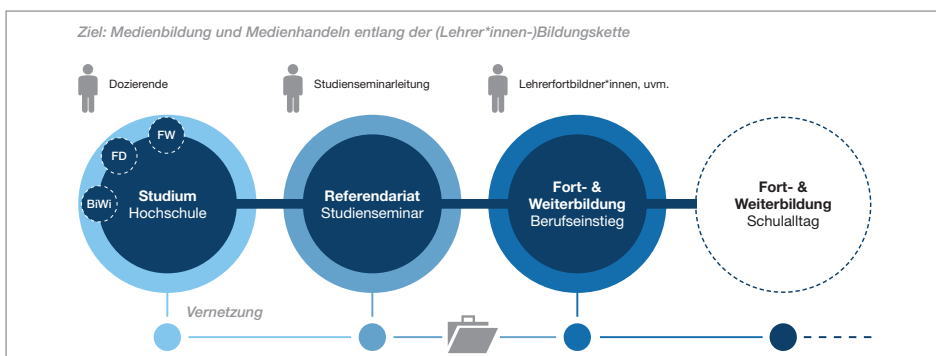 Ziel: Medienbildung und Medienhandeln entlang der (Lehrer*innen-)Bildungskette
Dozierende
Studienseminarleitung
Lehrerfortbildner*innen, uvm.
FW
FD
BiWi
Studium
Hochschule
Referendariat
Studienseminar
Fort- &
Weiterbildung
Berufseinstieg
Fort- &
Weiterbildung
Schulalltag
Vernetzung